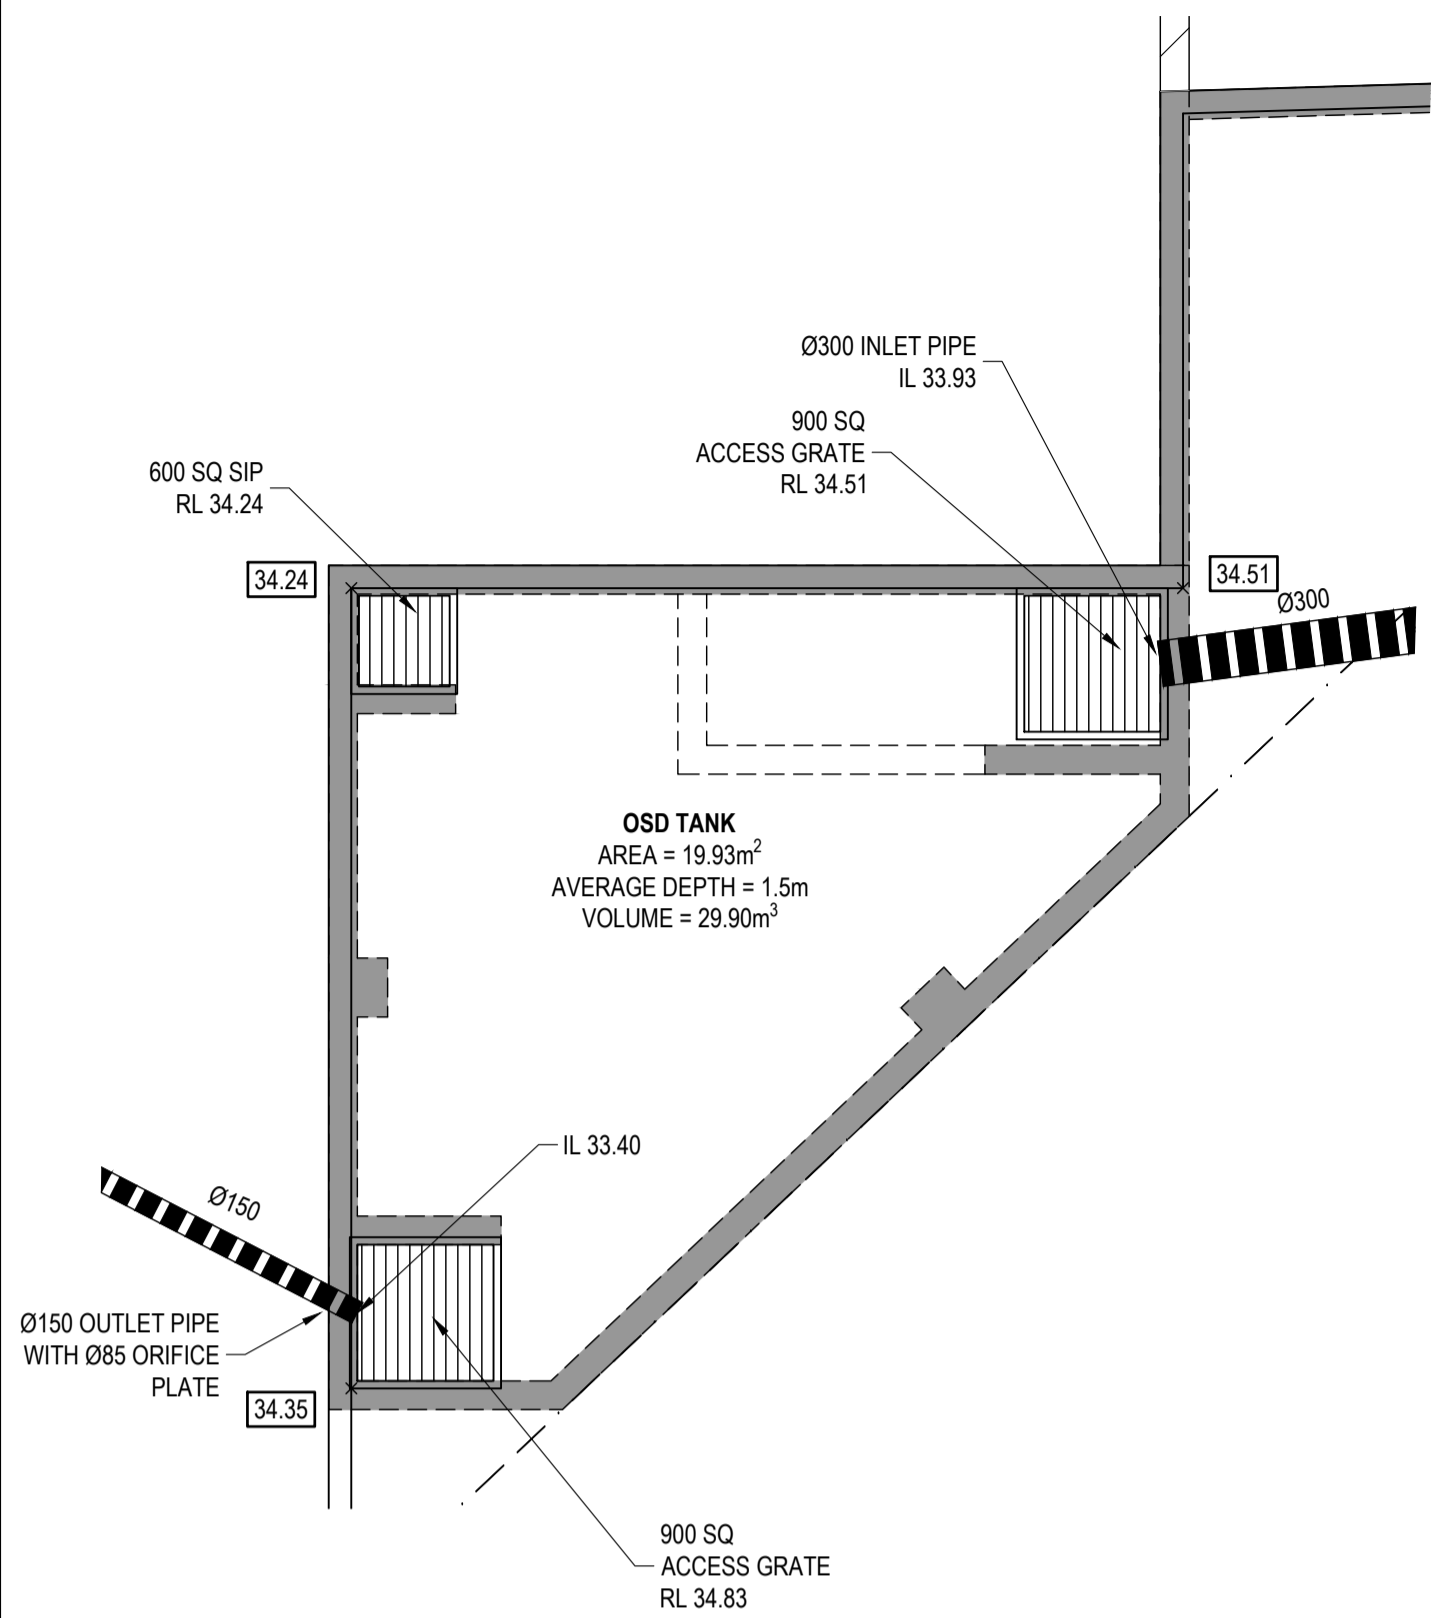 Ø300 INLET PIPE
IL 33.93
900 SQ
ACCESS GRATE
RL 34.51
600 SQ SIP
RL 34.24
34.24
34.51
Ø300
OSD TANK
AREA = 19.93m²
AVERAGE DEPTH = 1.5m
VOLUME = 29.90m³
IL 33.40
Ø150
Ø150 OUTLET PIPE
WITH Ø85 ORIFICE
PLATE
34.35
900 SQ
ACCESS GRATE
RL 34.83